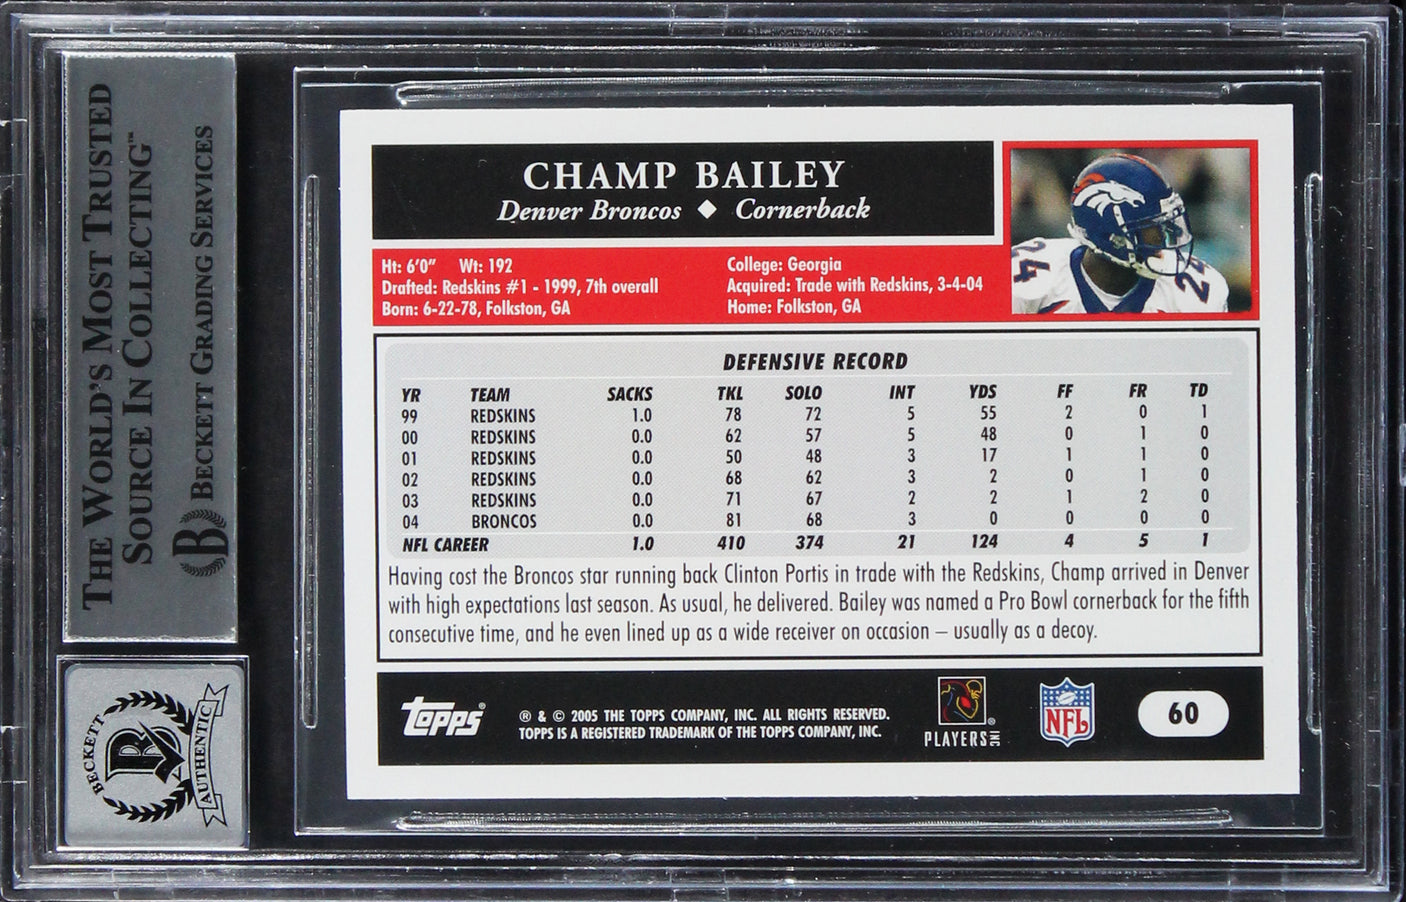 THE WORLD'S MOST TRUSTED
SOURCE IN COLLECTING™
BECKETT GRADING SERVICES
B
BECKETT
AUTHENTIC
CHAMP BAILEY
Denver Broncos ◆ Cornerback
Ht: 6'0" Wt: 192
Drafted: Redskins #1 - 1999, 7th overall
Born: 6-22-78, Folkston, GA
College: Georgia
Acquired: Trade with Redskins, 3-4-04
Home: Folkston, GA
24
24
DEFENSIVE RECORD
YR TEAM SACKS TKL SOLO INT YDS FF FR TD
99 REDSKINS 1.0 78 72 5 55 2 0 1
00 REDSKINS 0.0 62 57 5 48 0 1 0
01 REDSKINS 0.0 50 48 3 17 1 1 0
02 REDSKINS 0.0 68 62 3 2 0 1 0
03 REDSKINS 0.0 71 67 2 2 1 2 0
04 BRONCOS 0.0 81 68 3 0 0 0 0
NFL CAREER 1.0 410 374 21 124 4 5 1
Having cost the Broncos star running back Clinton Portis in trade with the Redskins, Champ arrived in Denver
with high expectations last season. As usual, he delivered. Bailey was named a Pro Bowl cornerback for the fifth
consecutive time, and he even lined up as a wide receiver on occasion – usually as a decoy.
Topps®
® & © 2005 THE TOPPS COMPANY, INC. ALL RIGHTS RESERVED.
TOPPS IS A REGISTERED TRADEMARK OF THE TOPPS COMPANY, INC.
®
PLAYERS INC
NFL
60